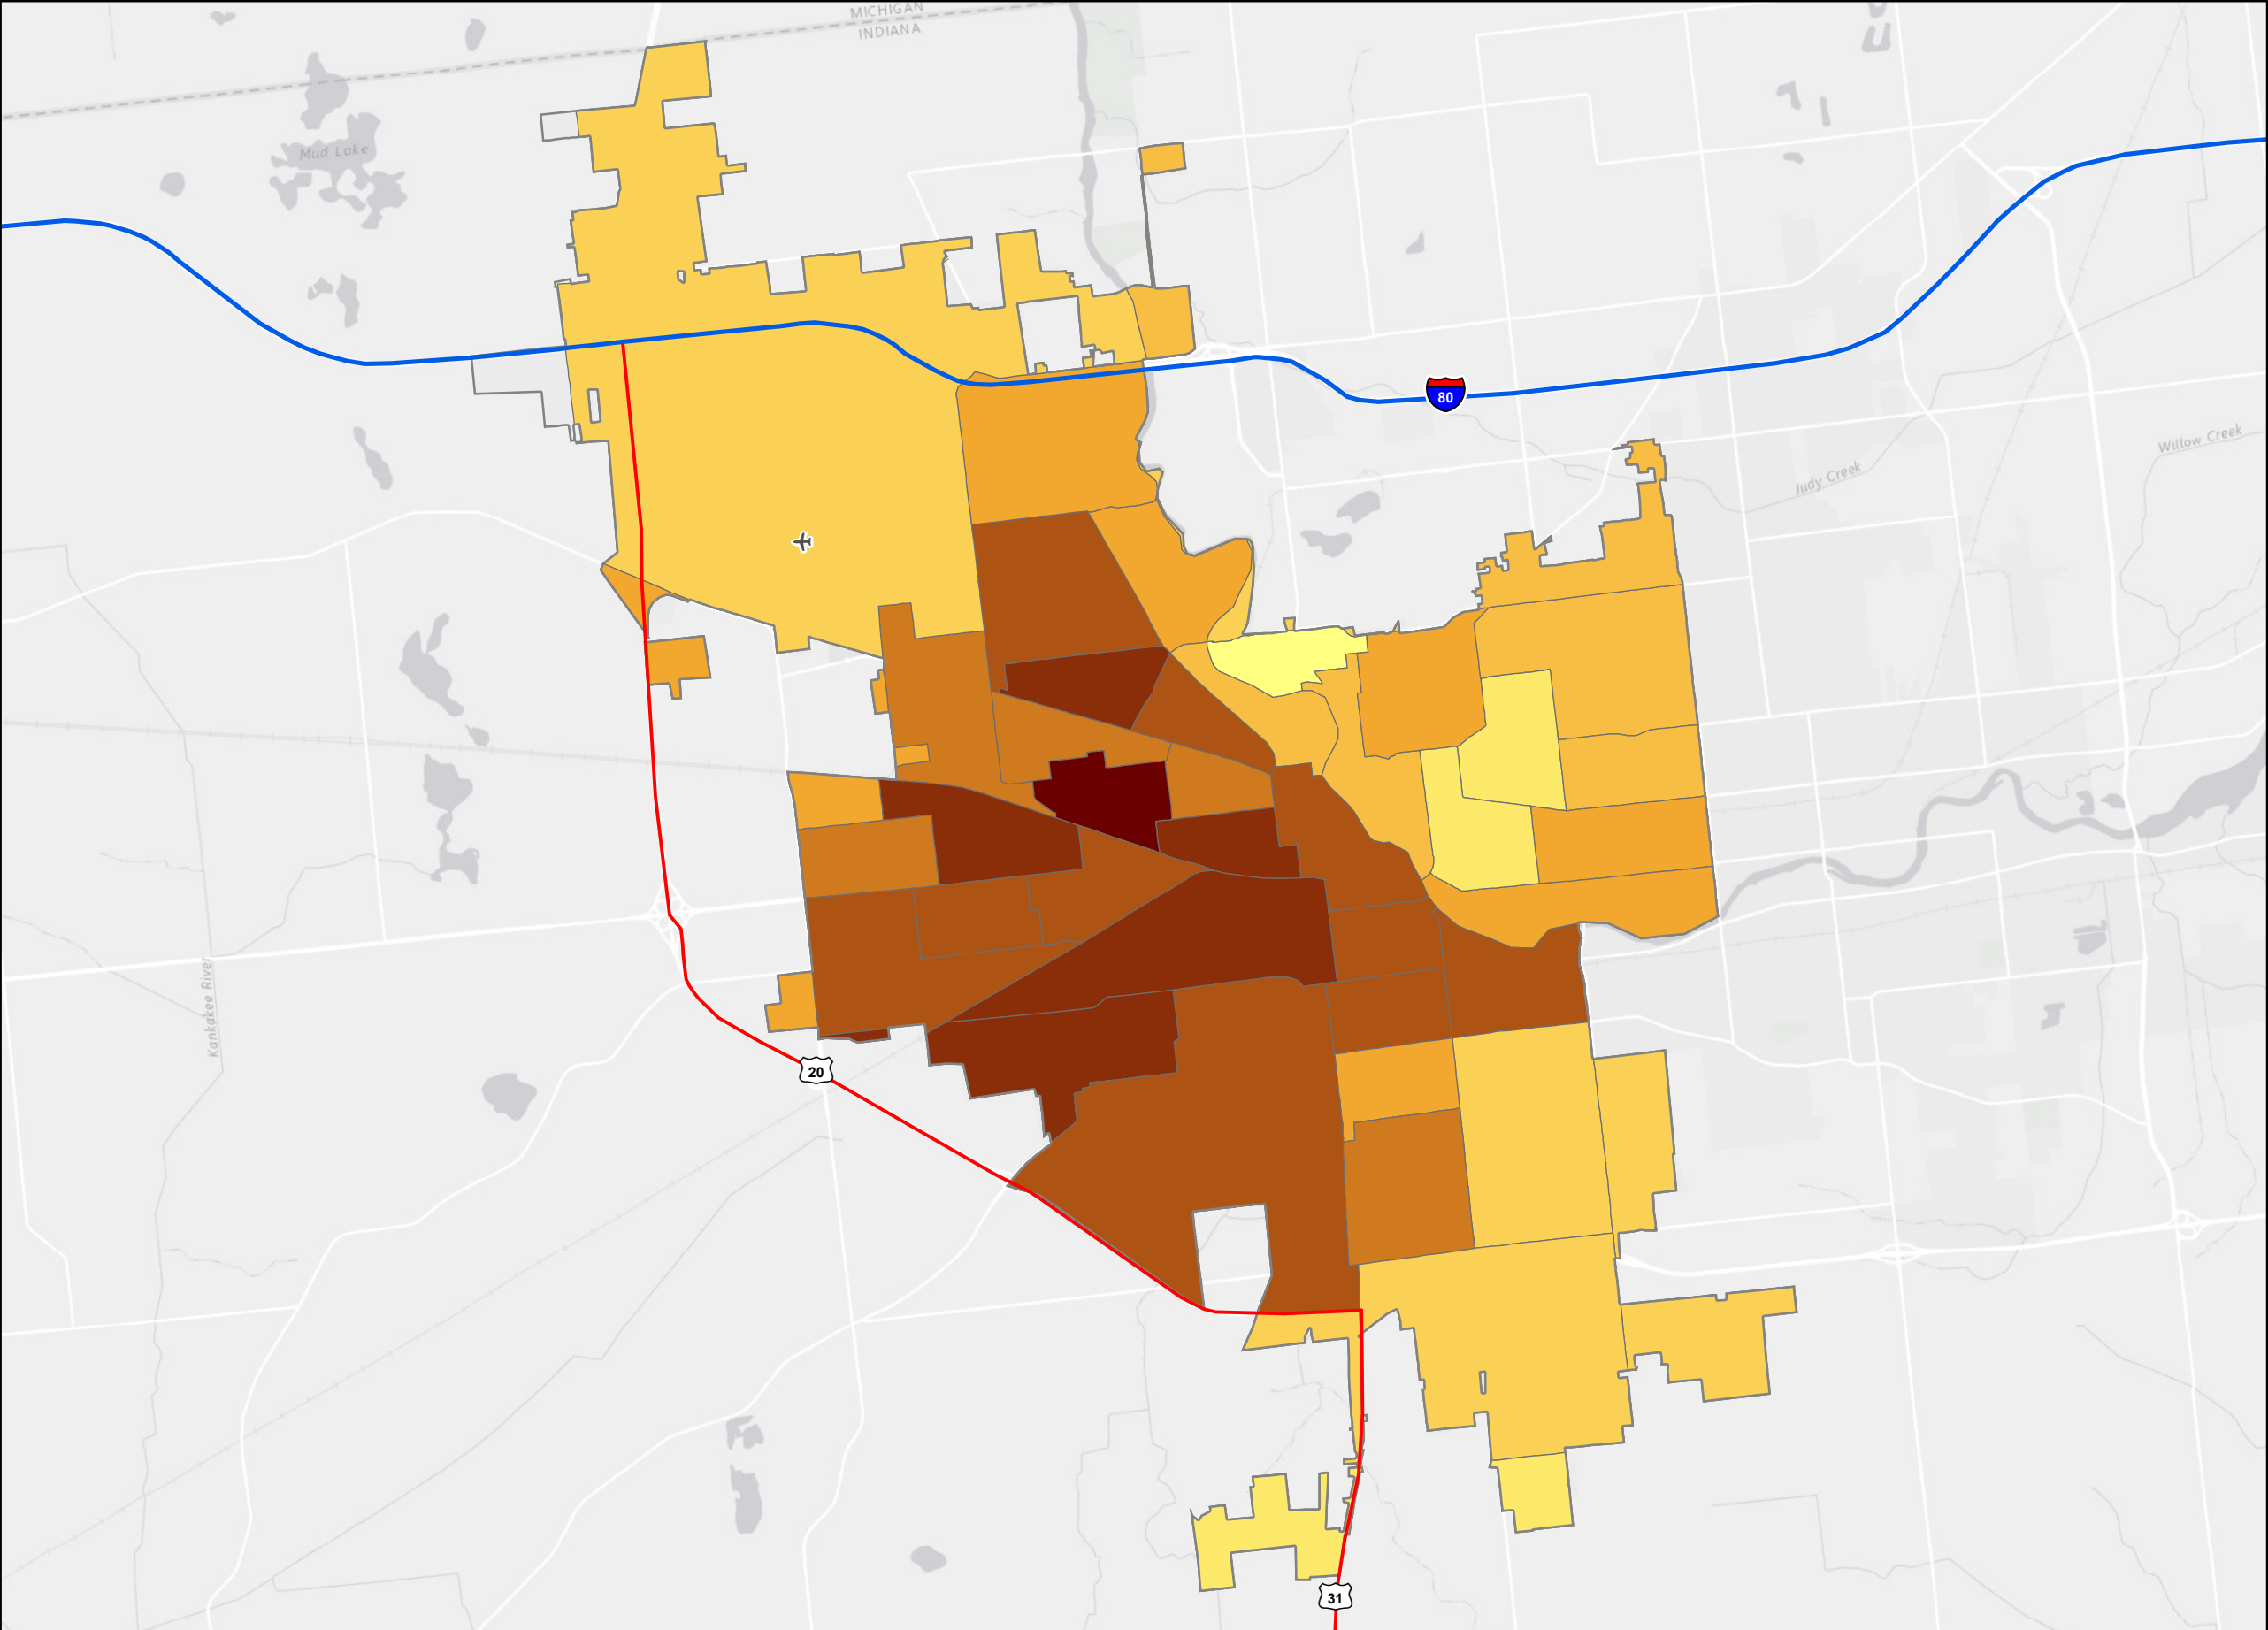 MICHIGAN
INDIANA
Mud Lake
80
Willow Creek
Judy Creek
Kankakee River
20
31